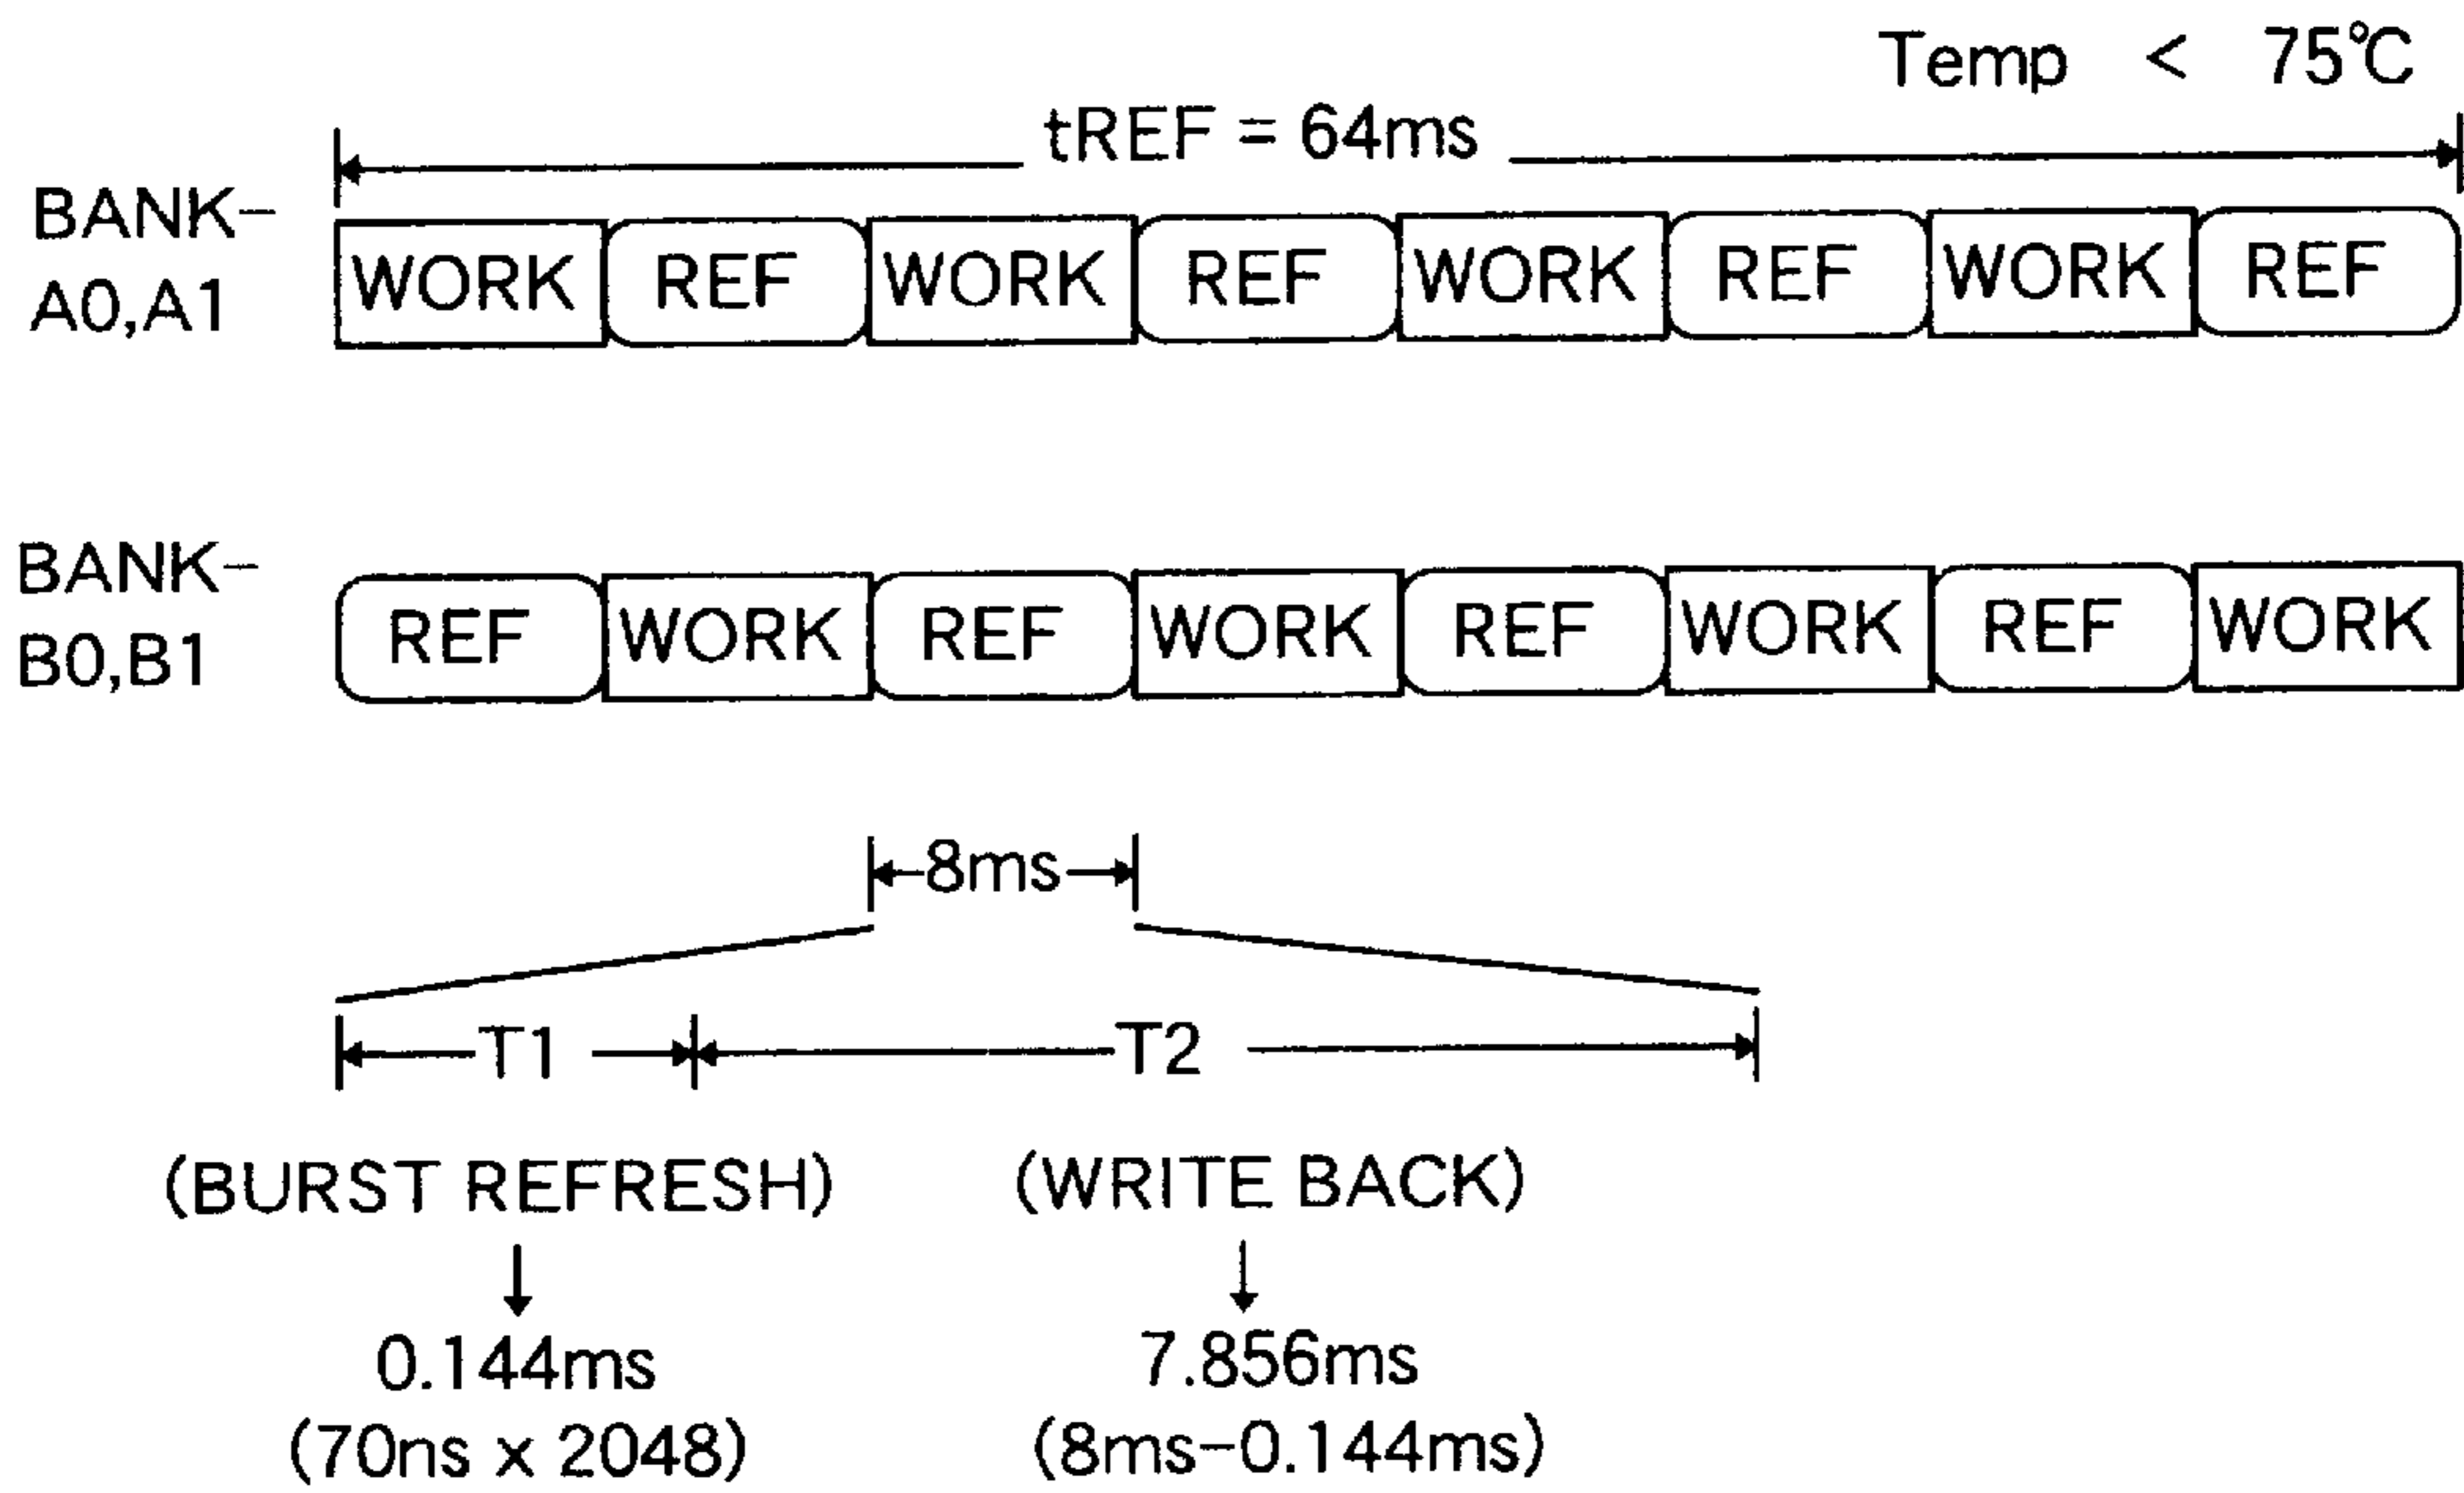 Temp < 75℃
tREF = 64ms
BANK-
A0,A1
WORK REF WORK REF WORK REF WORK REF
BANK-
B0,B1
REF WORK REF WORK REF WORK REF WORK
8ms
T1 T2
(BURST REFRESH) (WRITE BACK)
0.144ms 7.856ms
(70ns x 2048) (8ms-0.144ms)